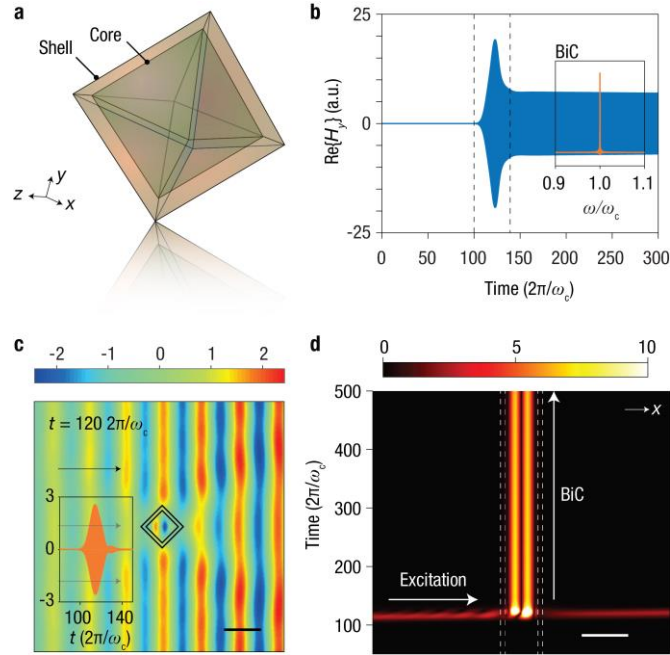 a
Shell
Core
y
z
x
b
Re{H_y} (a.u.)
25
0
-25
BiC
0.9 1.0 1.1
ω/ω_c
0 50 100 150 200 250 300
Time (2π/ω_c)
c
-2 -1 0 1 2
t = 120 2π/ω_c
3
0
-3
100 140
t (2π/ω_c)
d
0 5 10
x
Time (2π/ω_c)
500
400
300
200
100
BiC
Excitation